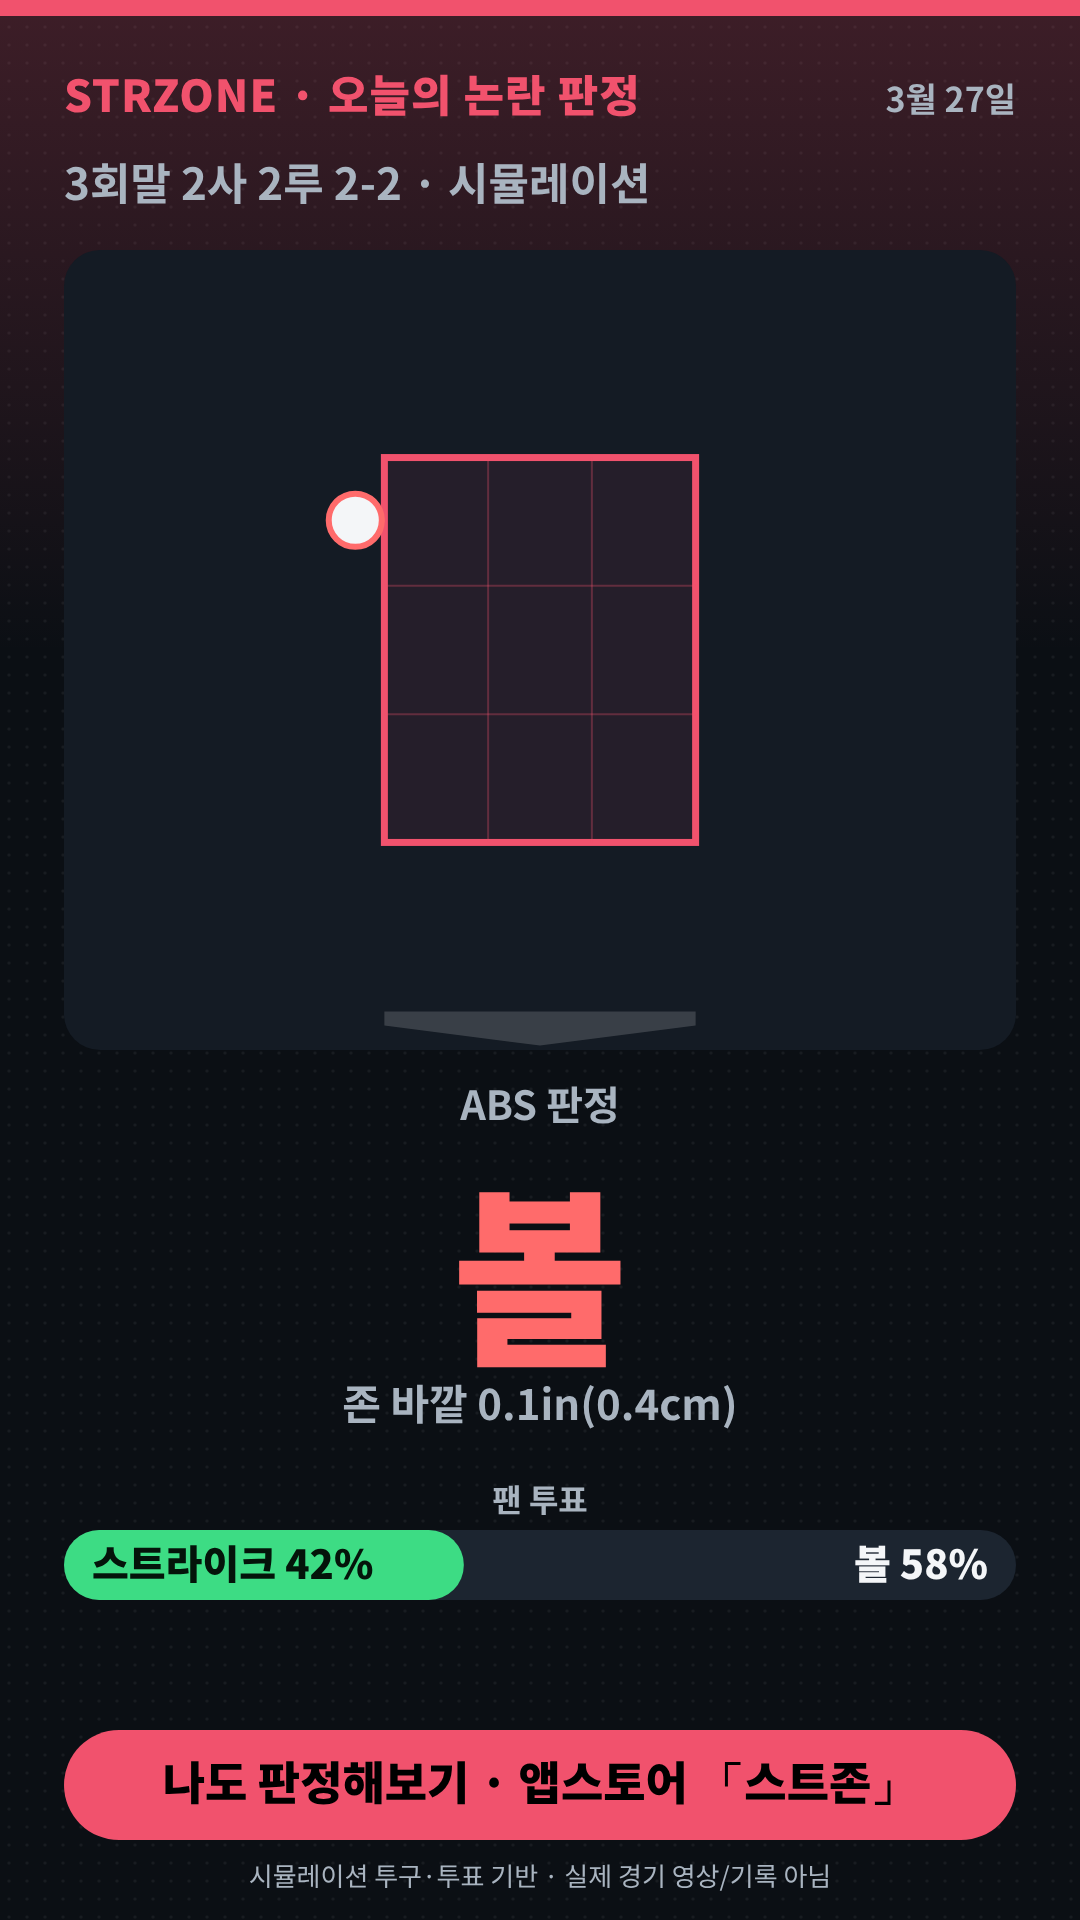 STRZONE · 오늘의 논란 판정
3월 27일
3회말 2사 2루 2-2 · 시뮬레이션
ABS 판정
볼
존 바깥 0.1in(0.4cm)
팬 투표
스트라이크 42%
볼 58%
나도 판정해보기 · 앱스토어 「스트존」
시뮬레이션 투구·투표 기반 · 실제 경기 영상/기록 아님